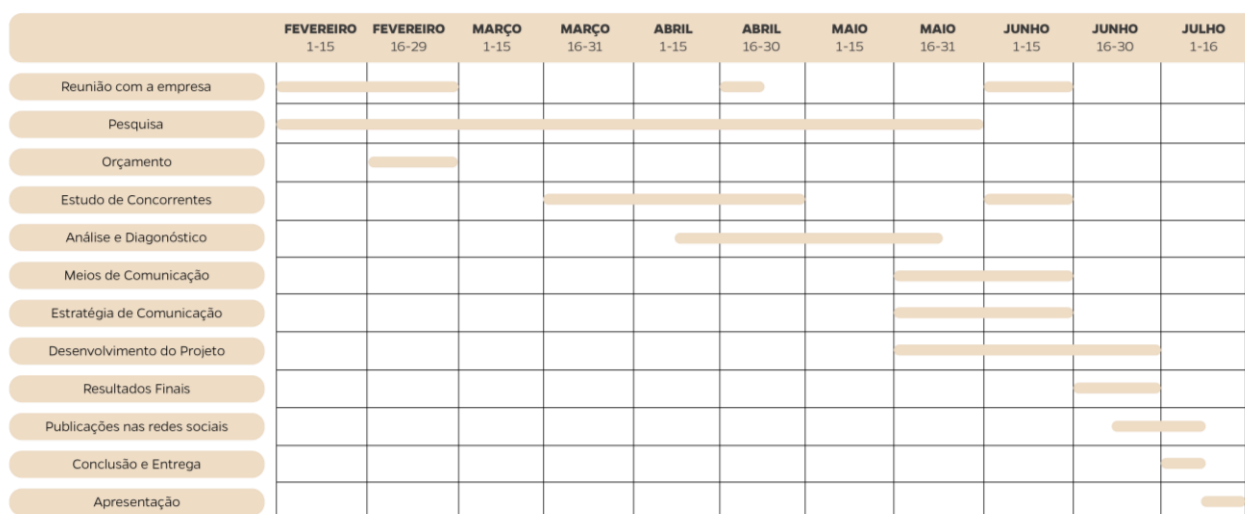 FEVEREIRO FEVEREIRO MARÇO MARÇO ABRIL ABRIL MAIO MAIO JUNHO JUNHO JULHO
1-15 16-29 1-15 16-31 1-15 16-30 1-15 16-31 1-15 16-30 1-16
Reunião com a empresa
Pesquisa
Orçamento
Estudo de Concorrentes
Análise e Diagonóstico
Meios de Comunicação
Estratégia de Comunicação
Desenvolvimento do Projeto
Resultados Finais
Publicações nas redes sociais
Conclusão e Entrega
Apresentação